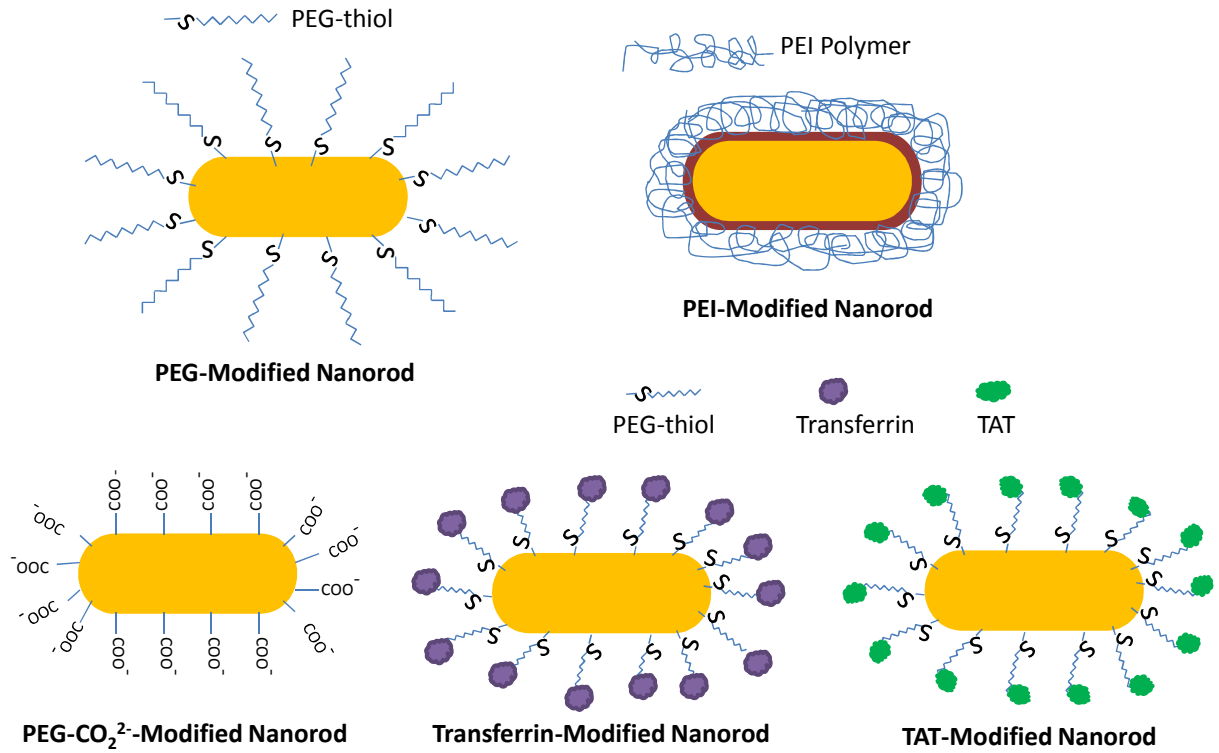 S PEG-thiol
PEI Polymer
S S S S
S S
S S
S S S S
PEG-Modified Nanorod
PEI-Modified Nanorod
S
PEG-thiol
Transferrin
TAT
COO⁻ COO⁻ COO⁻ COO⁻
⁻OOC COO⁻
⁻OOC COO⁻
⁻OOC COO⁻
⁻OOC COO⁻
COO⁻ COO⁻ COO⁻ COO⁻
S S S S
S S S
S S S S S S
S S S S
S S S
S S S S S S
PEG-CO₂²⁻-Modified Nanorod
Transferrin-Modified Nanorod
TAT-Modified Nanorod